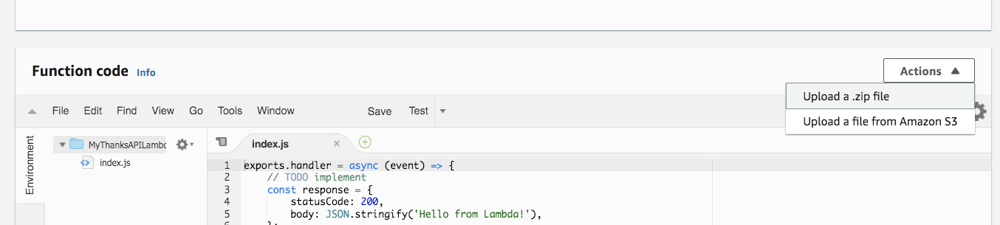 Function code Info
Actions
Upload a .zip file
Upload a file from Amazon S3
File Edit Find View Go Tools Window Save Test
Environment
MyThanksAPILambd
index.js
index.js
1 exports.handler = async (event) => {
2 // TODO implement
3 const response = {
4 statusCode: 200,
5 body: JSON.stringify('Hello from Lambda!'),